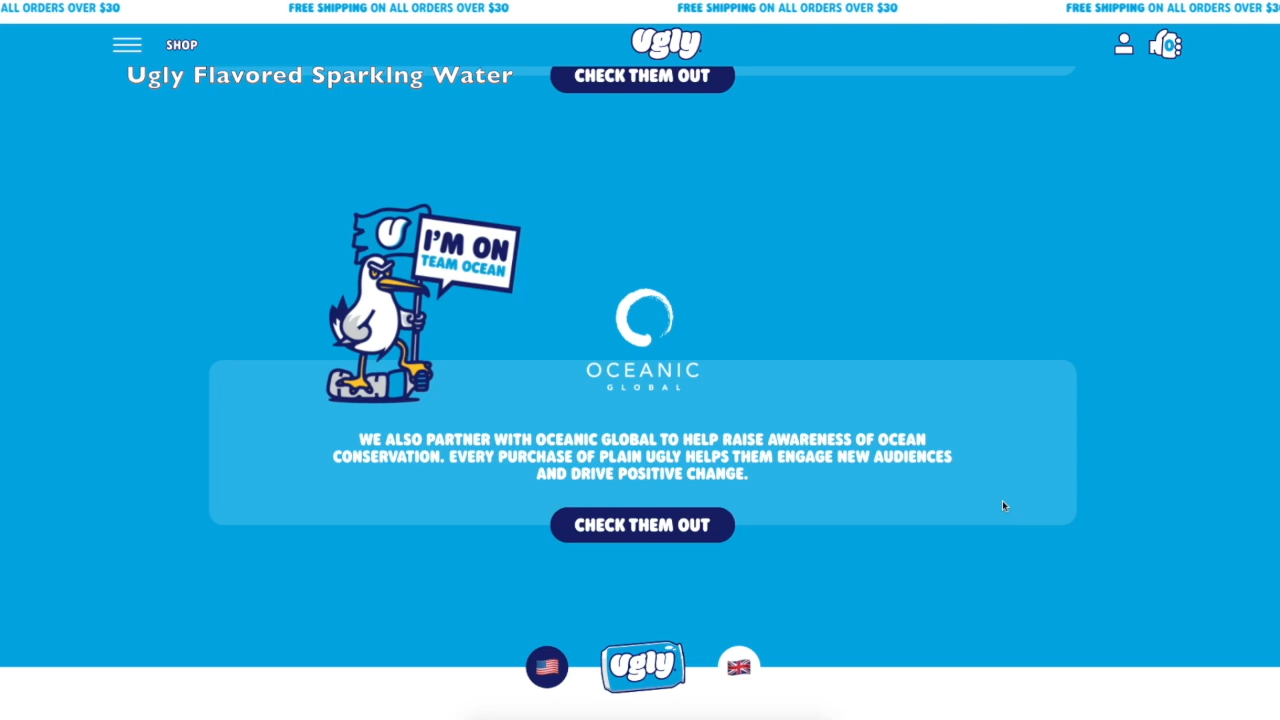 ALL ORDERS OVER $30 FREE SHIPPING ON ALL ORDERS OVER $30 FREE SHIPPING ON ALL ORDERS OVER $30 FREE SHIPPING ON ALL ORDERS OVER $3
SHOP
Ugly
0
Ugly Flavored SparkIng Water
CHECK THEM OUT
I'M ON
TEAM OCEAN
OCEANIC
GLOBAL
WE ALSO PARTNER WITH OCEANIC GLOBAL TO HELP RAISE AWARENESS OF OCEAN
CONSERVATION. EVERY PURCHASE OF PLAIN UGLY HELPS THEM ENGAGE NEW AUDIENCES
AND DRIVE POSITIVE CHANGE.
CHECK THEM OUT
Ugly